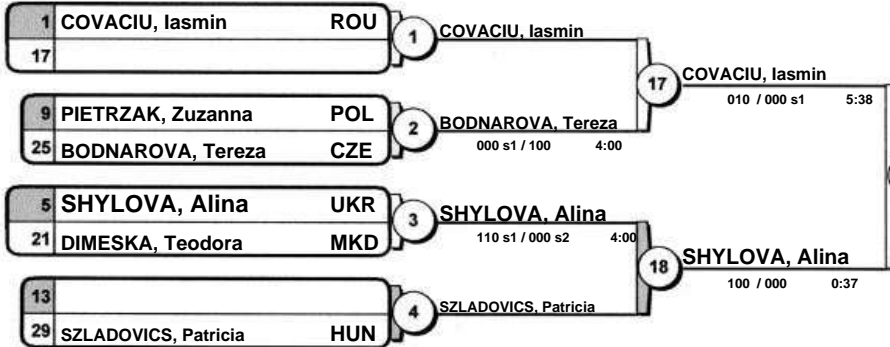 1 COVACIU, Iasmin ROU
17
1
COVACIU, Iasmin
17
COVACIU, Iasmin
010 / 000 s1 5:38
9 PIETRZAK, Zuzanna POL
25 BODNAROVA, Tereza CZE
2
BODNAROVA, Tereza
000 s1 / 100 4:00
5 SHYLOVA, Alina UKR
21 DIMESKA, Teodora MKD
3
SHYLOVA, Alina
110 s1 / 000 s2 4:00
18
SHYLOVA, Alina
100 / 000 0:37
13
29 SZLADOVICS, Patricia HUN
4
SZLADOVICS, Patricia